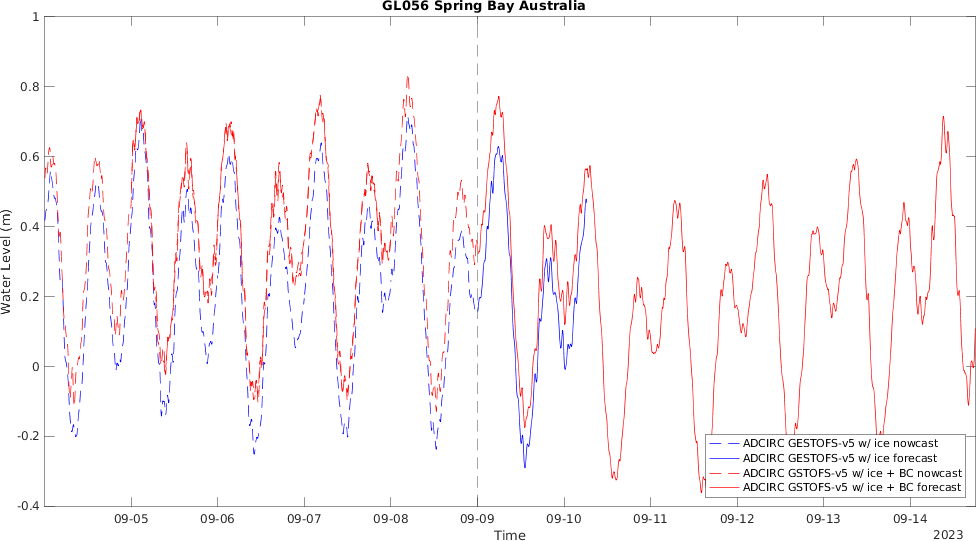 GL056 Spring Bay Australia
1
0.8
0.6
0.4
0.2
0
-0.2
-0.4
Water Level (m)
ADCIRC GESTOFS-v5 w/ ice nowcast
ADCIRC GESTOFS-v5 w/ ice forecast
ADCIRC GSTOFS-v5 w/ ice + BC nowcast
ADCIRC GSTOFS-v5 w/ ice + BC forecast
09-05 09-06 09-07 09-08 09-09 09-10 09-11 09-12 09-13 09-14
Time
2023